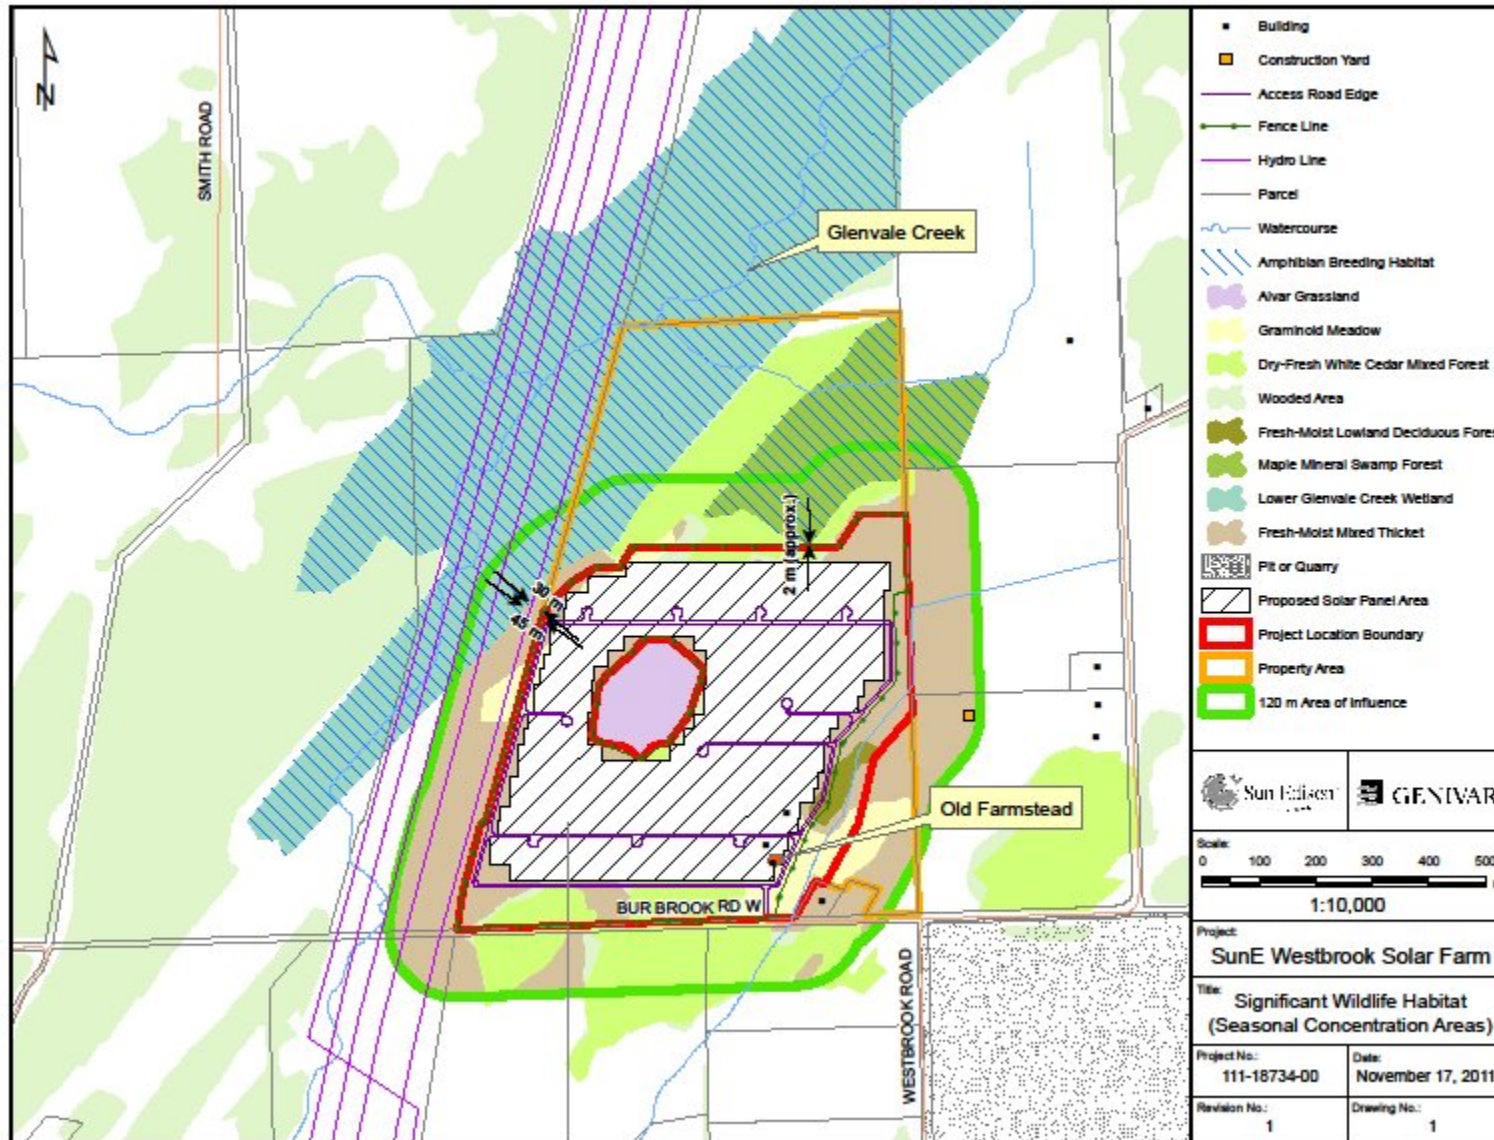 N
SMITH ROAD
Glenvale Creek
2 m (approx.)
30 m
45 m
Old Farmstead
BUR BROOK RD W
WESTBROOK ROAD
Building
Construction Yard
Access Road Edge
Fence Line
Hydro Line
Parcel
Watercourse
Amphibian Breeding Habitat
Alvar Grassland
Graminoid Meadow
Dry-Fresh White Cedar Mixed Forest
Wooded Area
Fresh-Moist Lowland Deciduous Fores
Maple Mineral Swamp Forest
Lower Glenvale Creek Wetland
Fresh-Moist Mixed Thicket
Pit or Quarry
Proposed Solar Panel Area
Project Location Boundary
Property Area
120 m Area of Influence
Sun Edison
GENIVAR
Scale:
0 100 200 300 400 500
1:10,000
Project:
SunE Westbrook Solar Farm
Title:
Significant Wildlife Habitat
(Seasonal Concentration Areas)
Project No.: Date:
111-18734-00 November 17, 2011
Revision No.: Drawing No.:
1 1